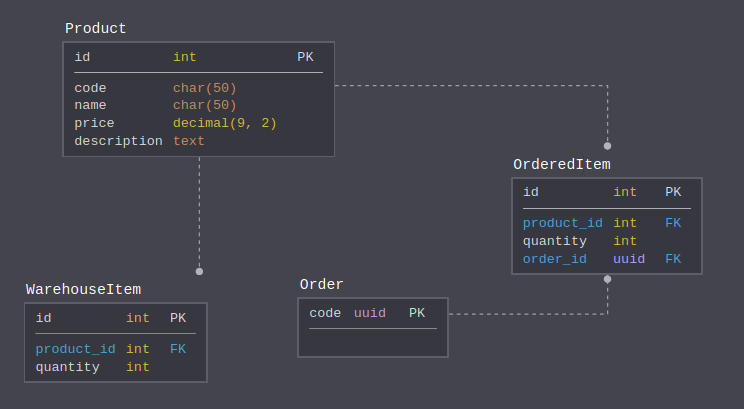 Product
id int PK
code char(50)
name char(50)
price decimal(9, 2)
description text
OrderedItem
id int PK
product_id int FK
quantity int
order_id uuid FK
WarehouseItem
id int PK
product_id int FK
quantity int
Order
code uuid PK